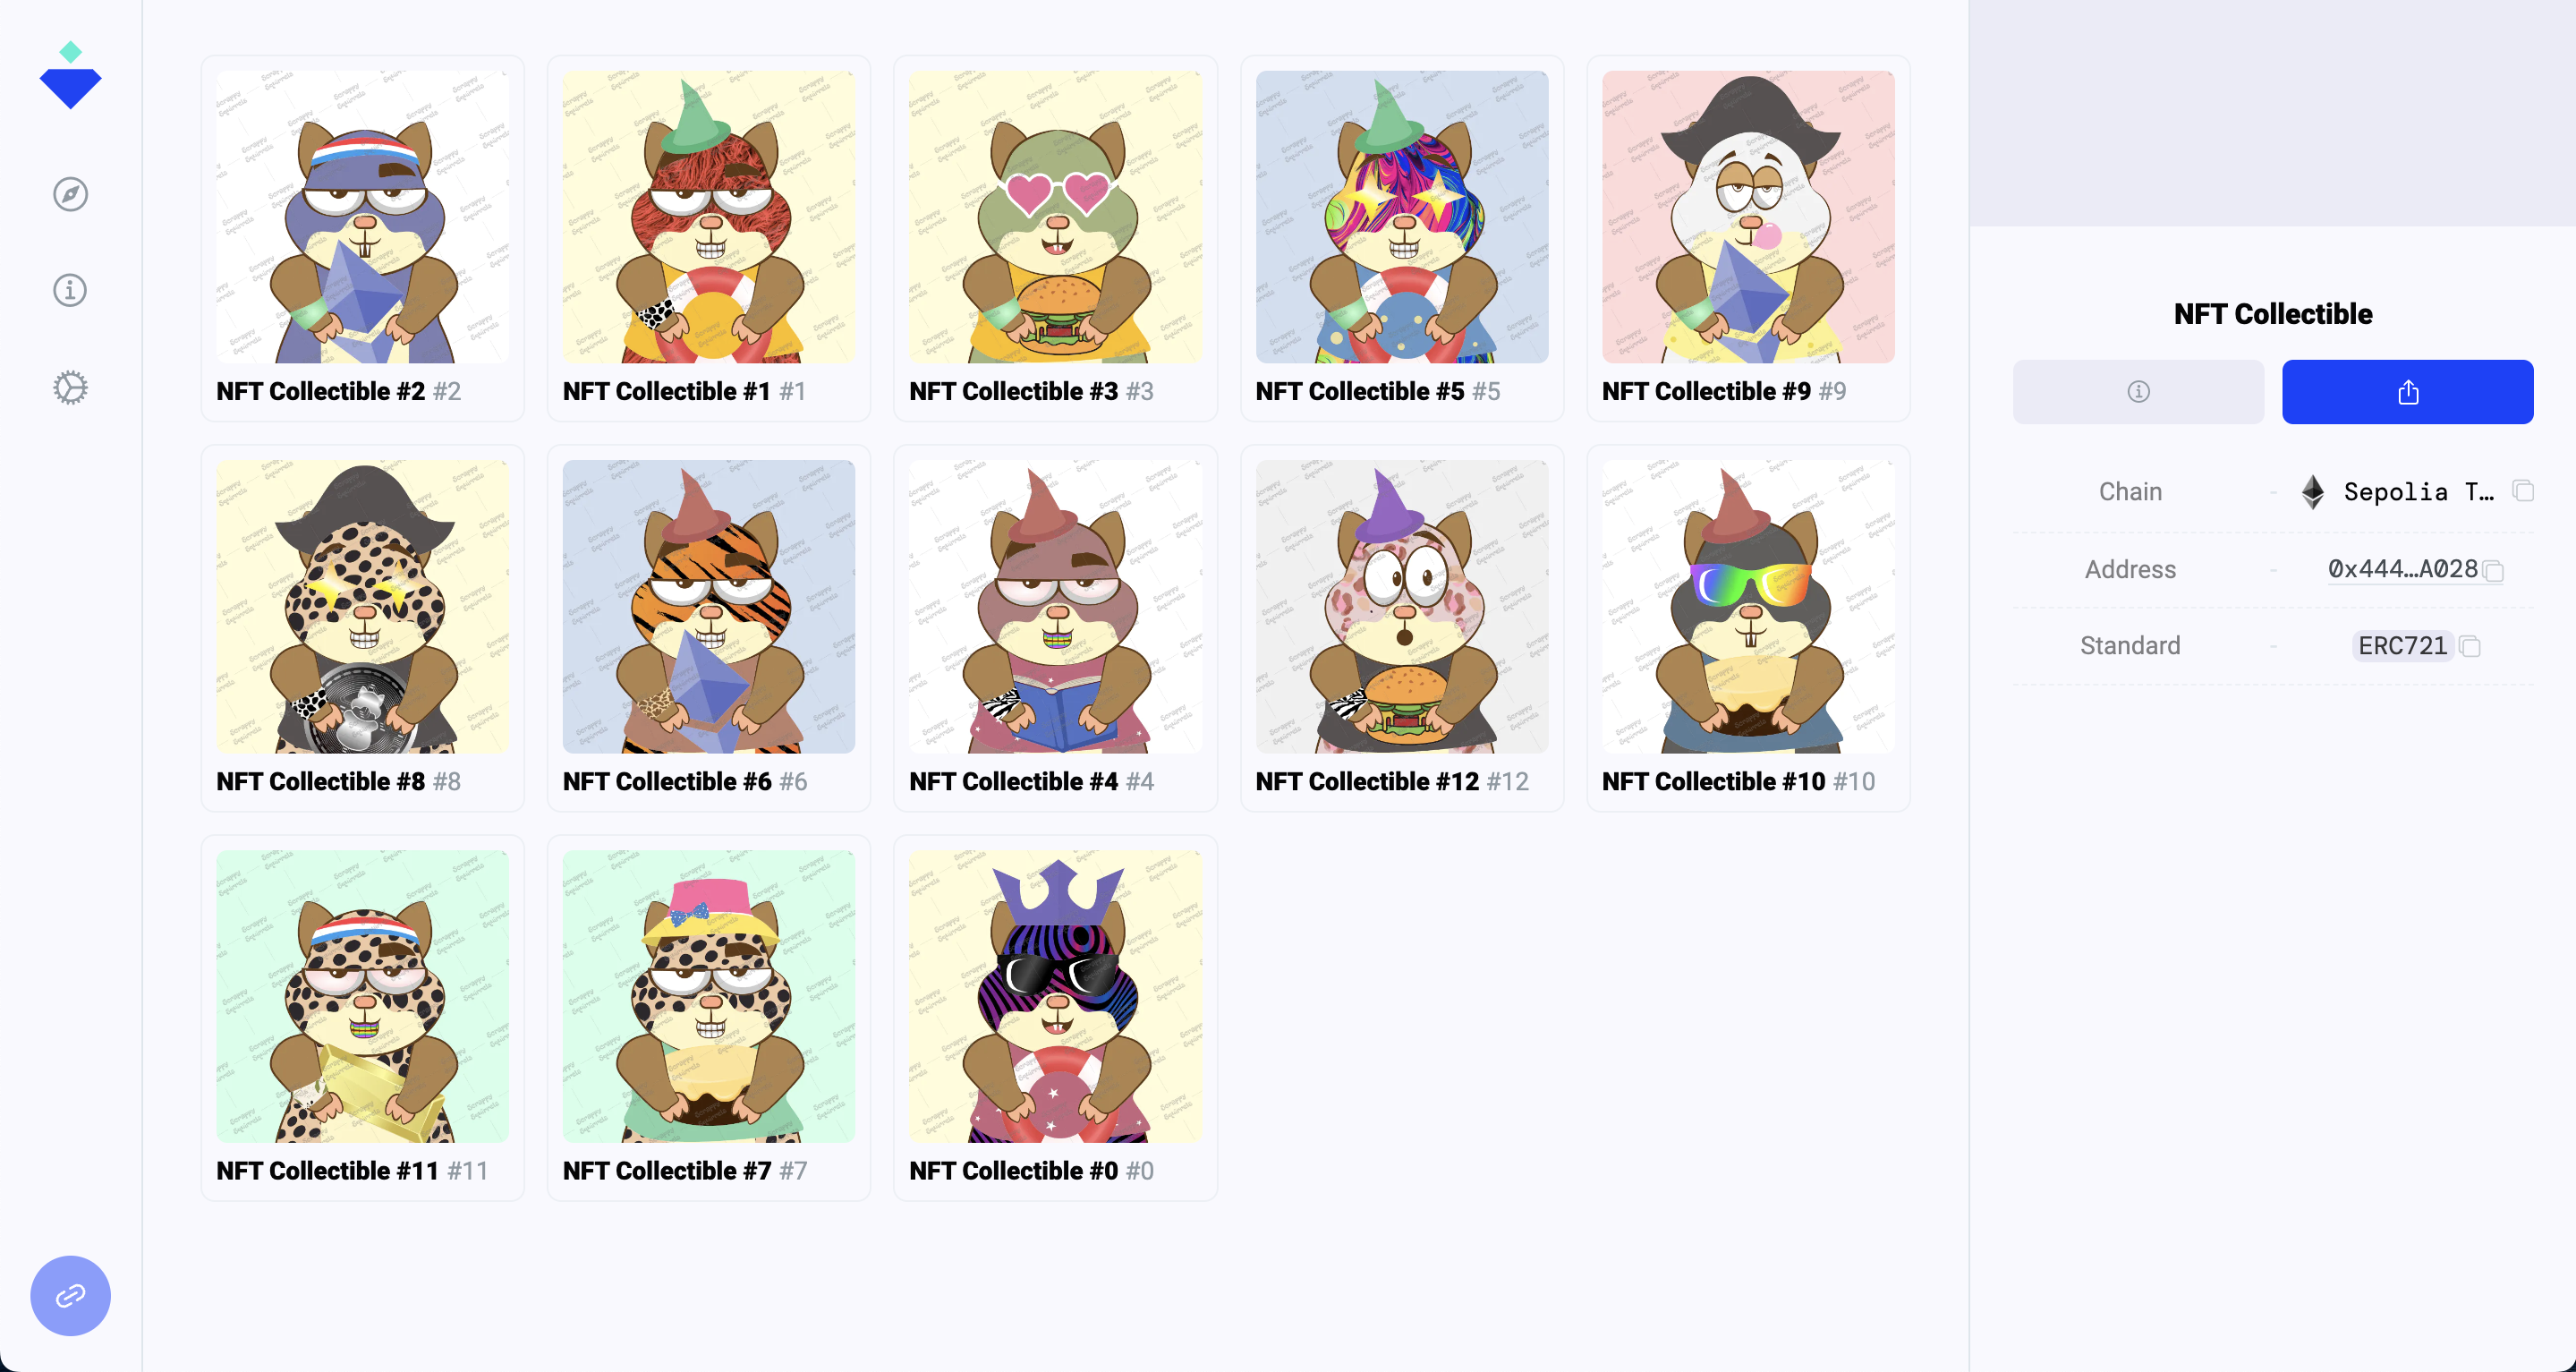 NFT Collectible #2 #2
NFT Collectible #1 #1
NFT Collectible #3 #3
NFT Collectible #5 #5
NFT Collectible #9 #9
NFT Collectible #8 #8
NFT Collectible #6 #6
NFT Collectible #4 #4
NFT Collectible #12 #12
NFT Collectible #10 #10
NFT Collectible #11 #11
NFT Collectible #7 #7
NFT Collectible #0 #0
NFT Collectible
Chain - Sepolia T…
Address - 0x444…A028
Standard - ERC721
Scrappy
Squirrels